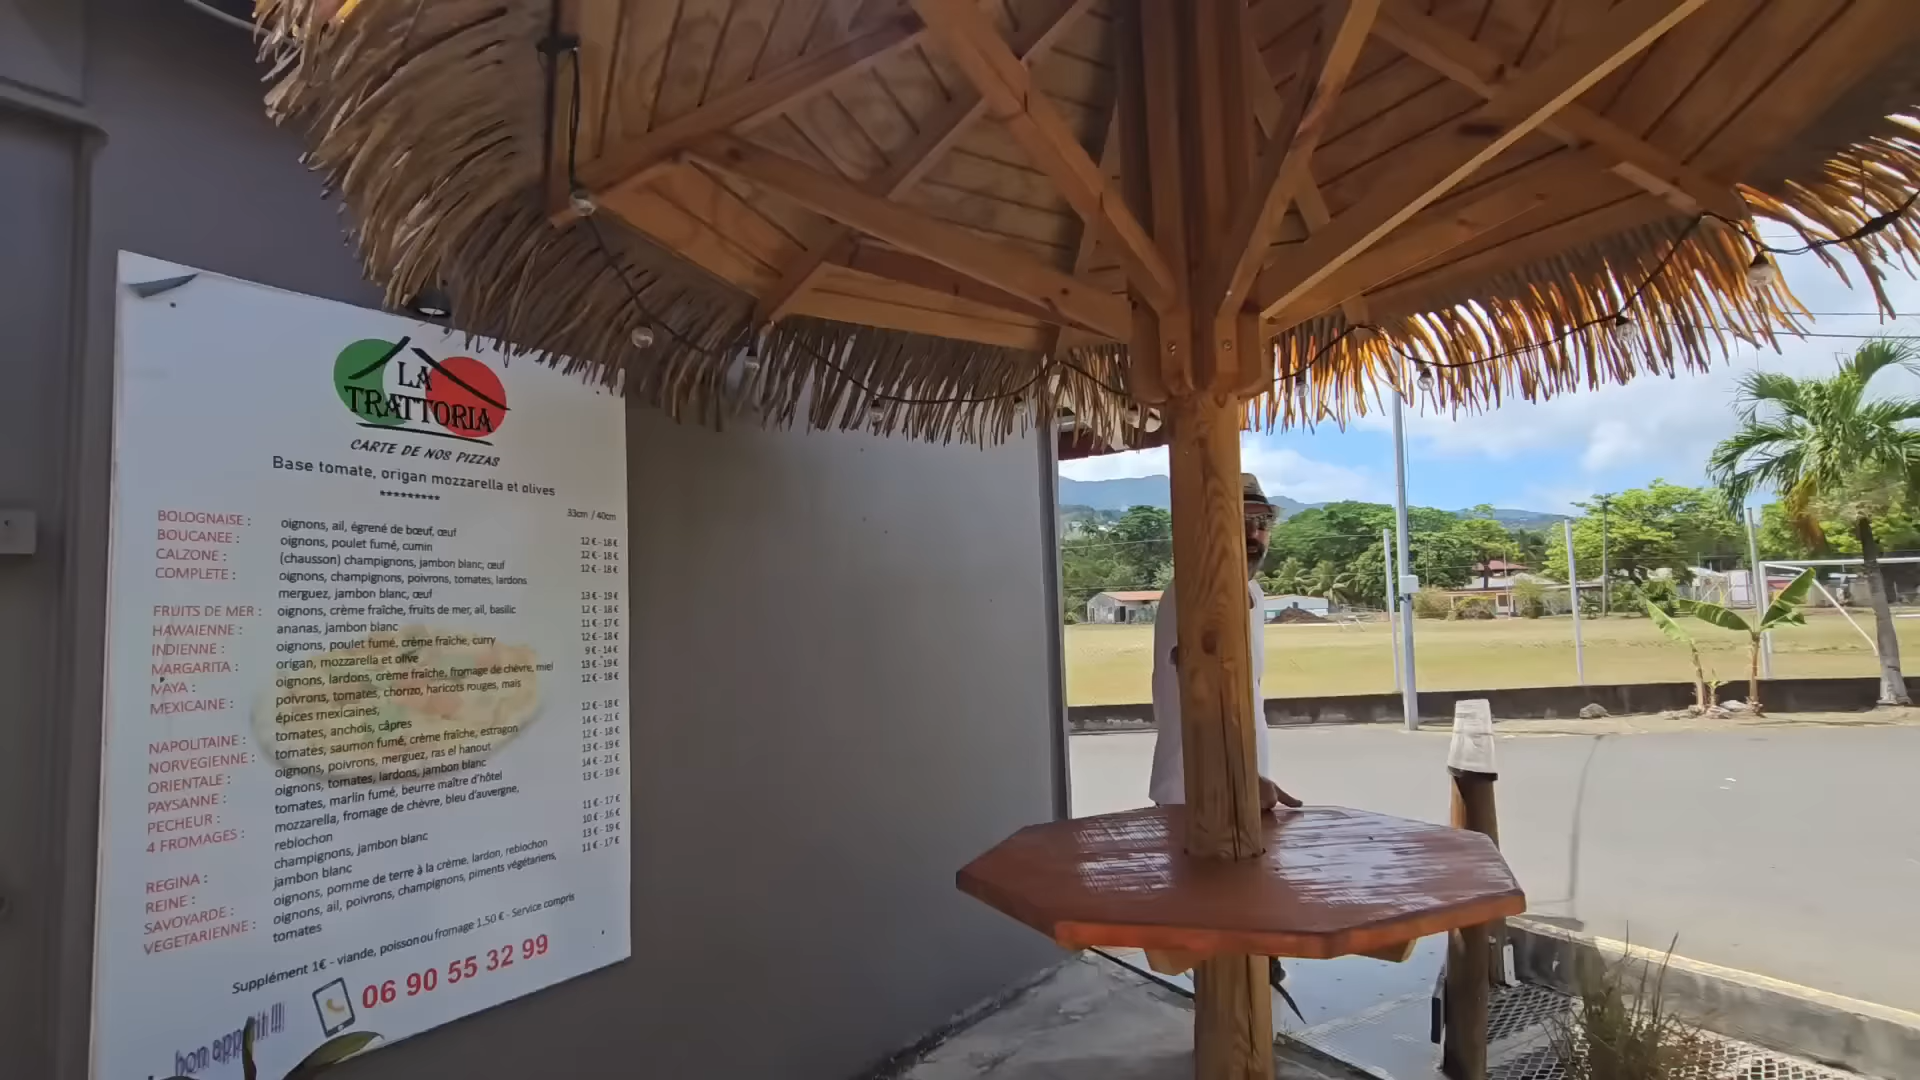 LA
TRATTORIA
CARTE DE NOS PIZZAS
Base tomate, origan mozzarella et olives
*********
33cm / 40cm
BOLOGNAISE : oignons, ail, égrené de bœuf, œuf 12 € - 18 €
BOUCANEE : oignons, poulet fumé, cumin 12 € - 18 €
CALZONE : (chausson) champignons, jambon blanc, œuf 12 € - 18 €
COMPLETE : oignons, champignons, poivrons, tomates, lardons
merguez, jambon blanc, œuf 13 € - 19 €
FRUITS DE MER : oignons, crème fraîche, fruits de mer, ail, basilic 12 € - 18 €
HAWAIENNE : ananas, jambon blanc 11 € - 17 €
INDIENNE : oignons, poulet fumé, crème fraîche, curry 12 € - 18 €
MARGARITA : origan, mozzarella et olive 9 € - 14 €
MAYA : oignons, lardons, crème fraîche, fromage de chèvre, miel 13 € - 19 €
MEXICAINE : poivrons, tomates, chorizo, haricots rouges, mais 12 € - 18 €
épices mexicaines,
NAPOLITAINE : tomates, anchois, câpres 12 € - 18 €
NORVEGIENNE : tomates, saumon fumé, crème fraîche, estragon 14 € - 21 €
ORIENTALE : oignons, poivrons, merguez, ras el hanout 12 € - 18 €
PAYSANNE : oignons, tomates, lardons, jambon blanc 13 € - 19 €
PECHEUR : tomates, marlin fumé, beurre maître d'hôtel 14 € - 21 €
4 FROMAGES : mozzarella, fromage de chèvre, bleu d'auvergne, 13 € - 19 €
reblochon
REGINA : champignons, jambon blanc 11 € - 17 €
REINE : jambon blanc 10 € - 16 €
SAVOYARDE : oignons, pomme de terre à la crème, lardon, reblochon 13 € - 19 €
VEGETARIENNE : oignons, ail, poivrons, champignons, piments végétariens, 11 € - 17 €
tomates
Supplément 1€ - viande, poisson ou fromage 1,50 € - Service compris
06 90 55 32 99
bon appétit !!!